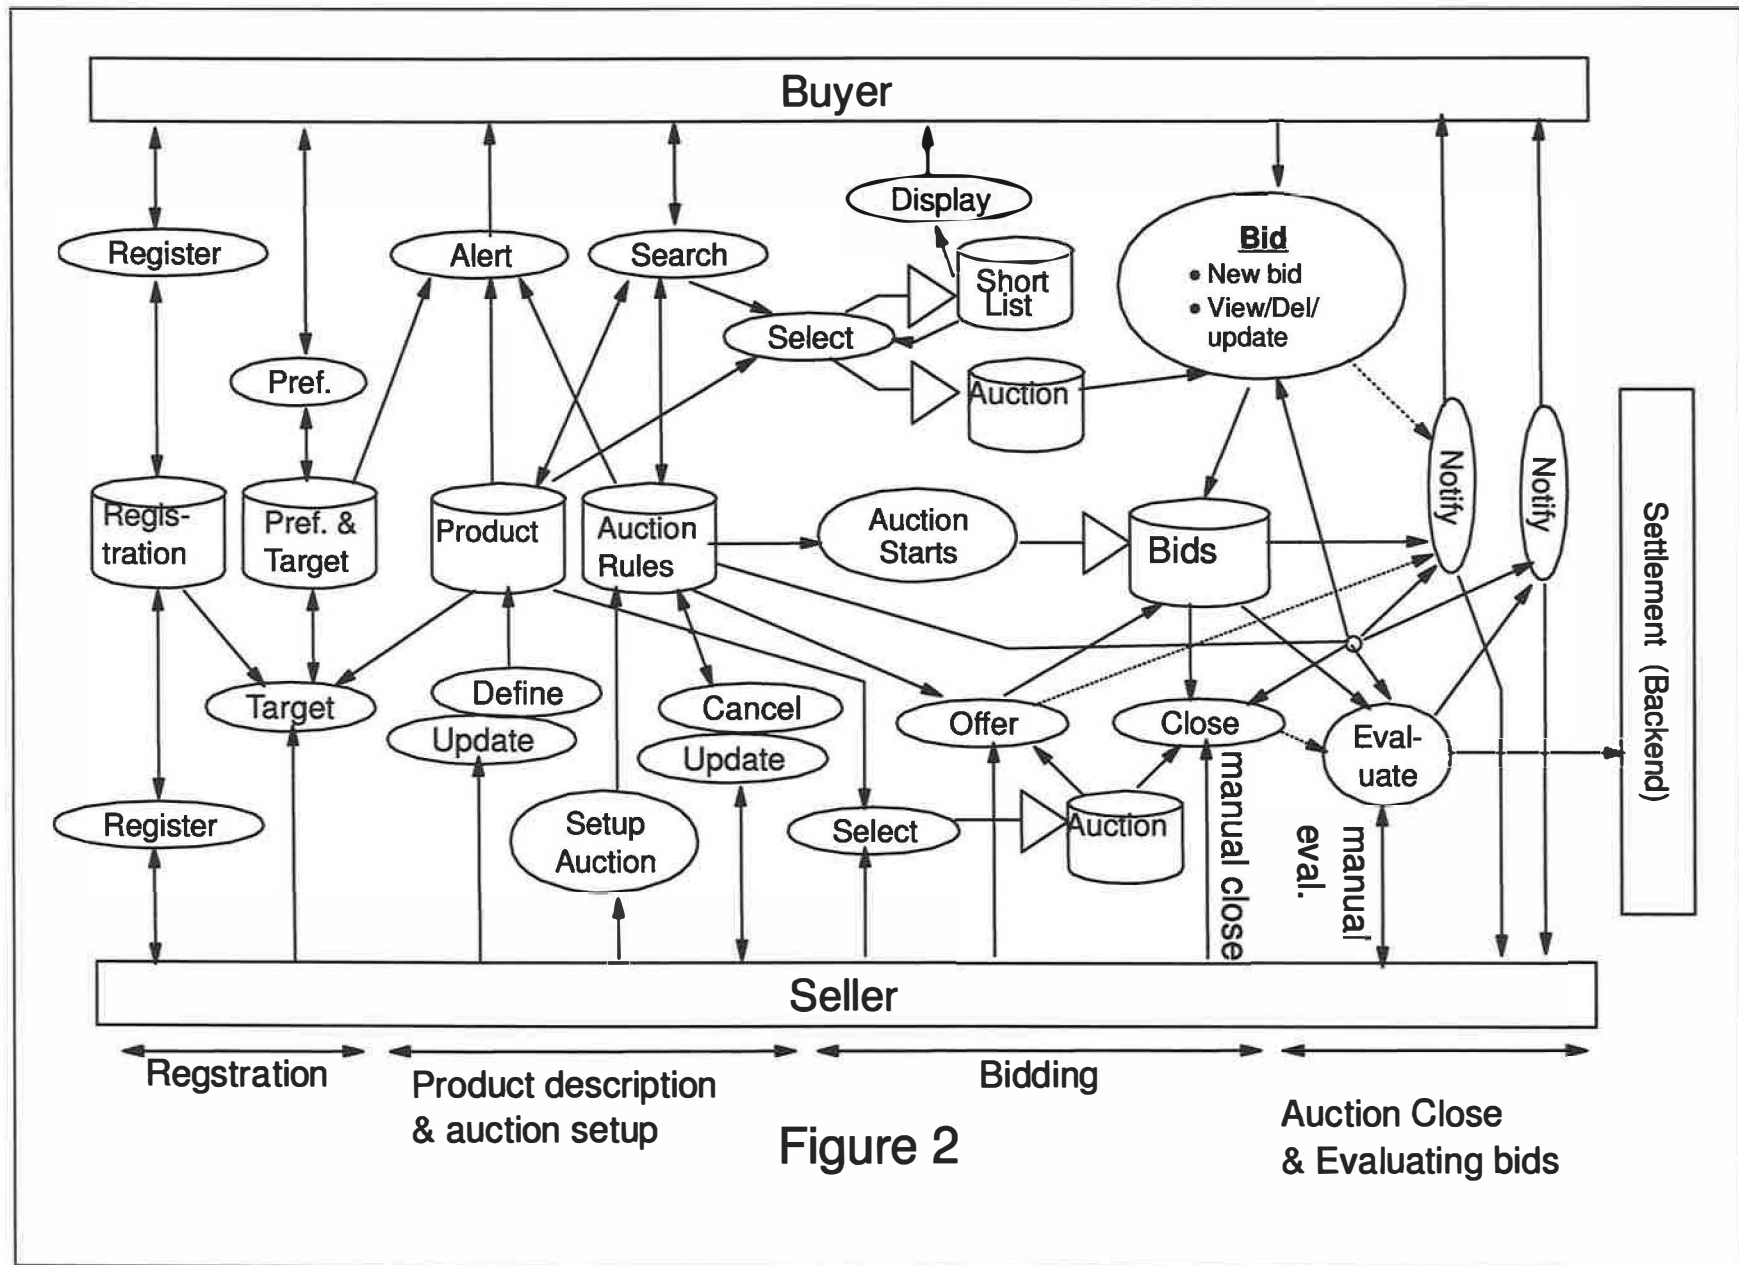 Buyer
Display
Register
Alert
Search
Bid
• New bid
• View/Del/
update
Short
List
Select
Pref.
Auction
Notify
Notify
Regis-
tration
Pref. &
Target
Product
Auction
Rules
Auction
Starts
Bids
Settlement (Backend)
Target
Define
Update
Cancel
Update
Offer
Close
Eval-
uate
Register
Setup
Auction
Select
Auction
manual close
manual
eval.
Seller
Regstration
Product description
& auction setup
Bidding
Auction Close
& Evaluating bids
Figure 2